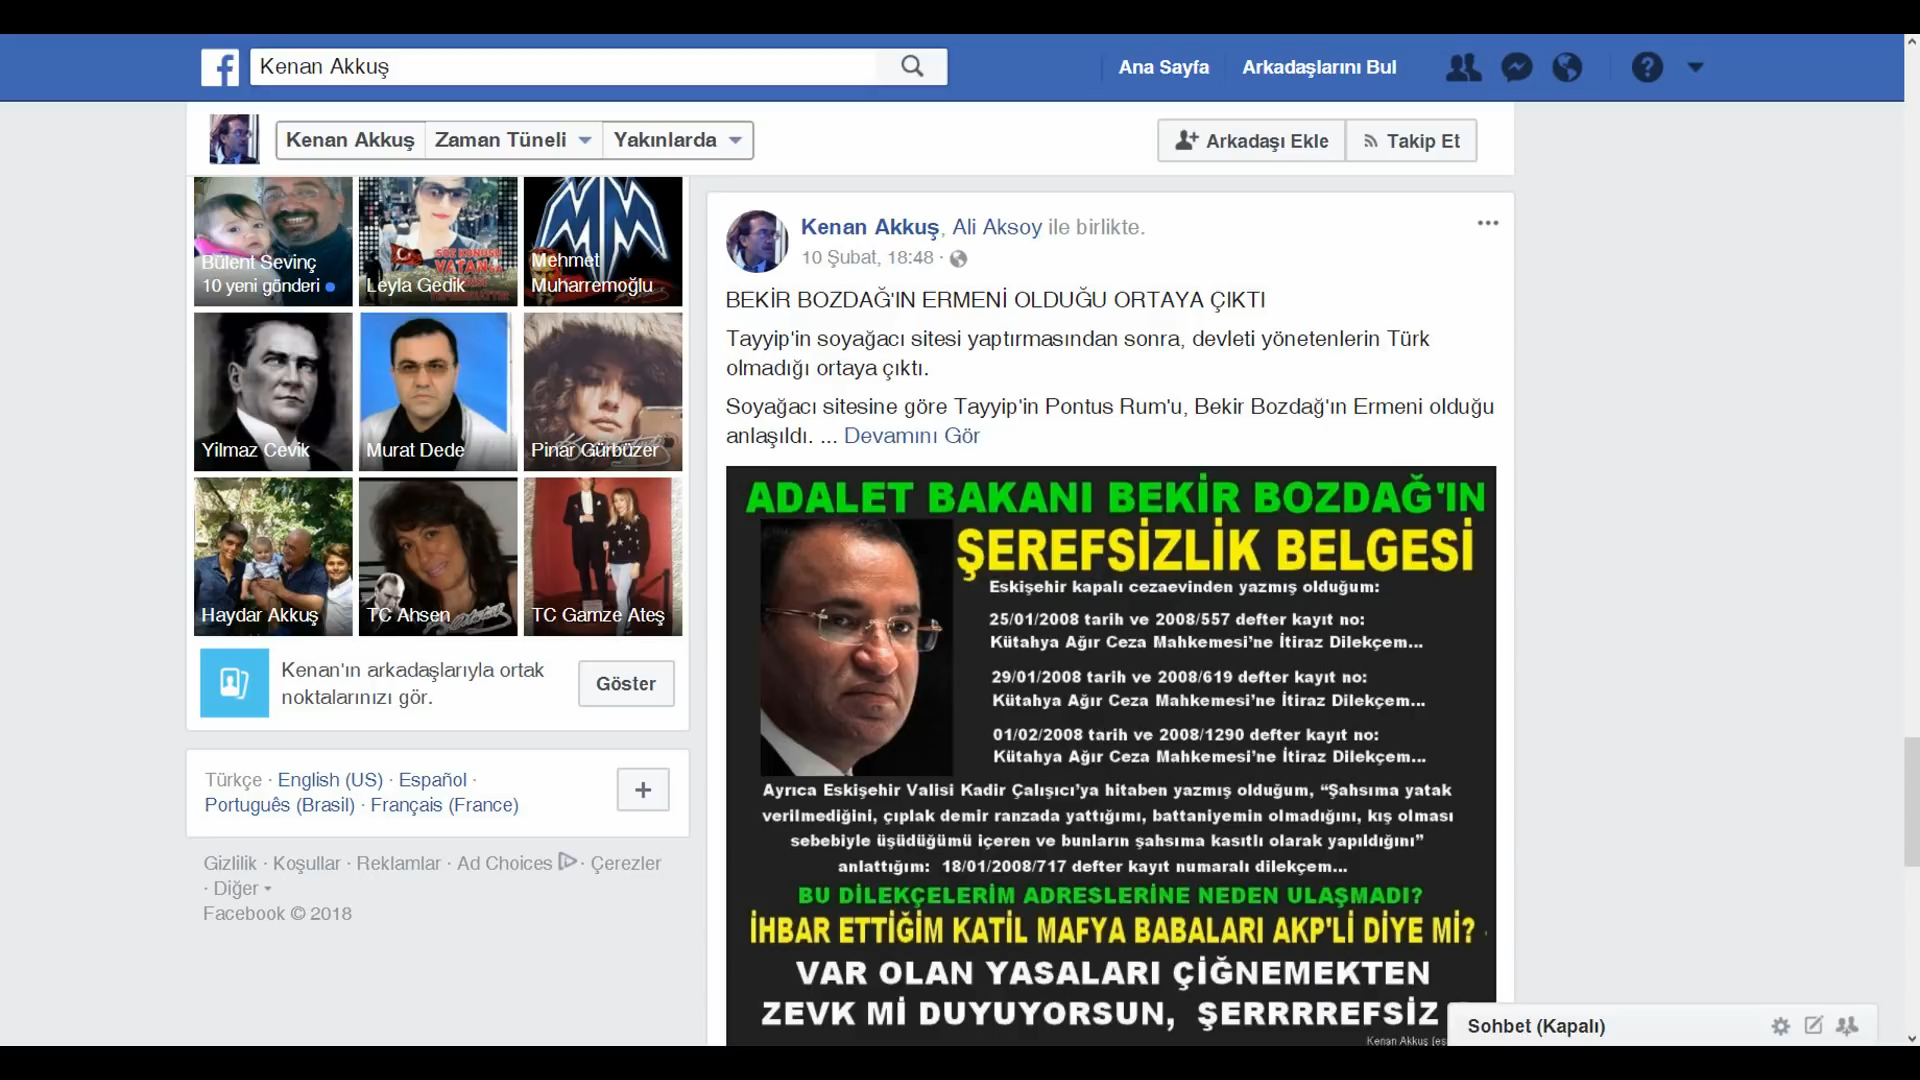 Kenan Akkuş
Ana Sayfa
Arkadaşlarını Bul
Kenan Akkuş
Zaman Tüneli
Yakınlarda
Arkadaşı Ekle
Takip Et
Bülent Sevinç
10 yeni gönderi
Leyla Gedik
Mehmet
Muharremoğlu
Yilmaz Cevik
Murat Dede
Pinar Gürbüzer
Haydar Akkuş
TC Ahsen
TC Gamze Ateş
Kenan'ın arkadaşlarıyla ortak
noktalarınızı gör.
Göster
Türkçe · English (US) · Español ·
Português (Brasil) · Français (France)
Gizlilik · Koşullar · Reklamlar · Ad Choices · Çerezler
· Diğer
Facebook © 2018
Kenan Akkuş, Ali Aksoy ile birlikte.
10 Şubat, 18:48 ·
BEKİR BOZDAĞ'IN ERMENİ OLDUĞU ORTAYA ÇIKTI
Tayyip'in soyağacı sitesi yaptırmasından sonra, devleti yönetenlerin Türk
olmadığı ortaya çıktı.
Soyağacı sitesine göre Tayyip'in Pontus Rum'u, Bekir Bozdağ'ın Ermeni olduğu
anlaşıldı. ... Devamını Gör
ADALET BAKANI BEKİR BOZDAĞ'IN
ŞEREFSİZLİK BELGESİ
Eskişehir kapalı cezaevinden yazmış olduğum:
25/01/2008 tarih ve 2008/557 defter kayıt no:
Kütahya Ağır Ceza Mahkemesi'ne İtiraz Dilekçem...
29/01/2008 tarih ve 2008/619 defter kayıt no:
Kütahya Ağır Ceza Mahkemesi'ne İtiraz Dilekçem...
01/02/2008 tarih ve 2008/1290 defter kayıt no:
Kütahya Ağır Ceza Mahkemesi'ne İtiraz Dilekçem...
Ayrıca Eskişehir Valisi Kadir Çalışıcı'ya hitaben yazmış olduğum, “Şahsıma yatak
verilmediğini, çıplak demir ranzada yattığımı, battaniyemin olmadığını, kış olması
sebebiyle üşüdüğümü içeren ve bunların şahsıma kasıtlı olarak yapıldığını”
anlattığım: 18/01/2008/717 defter kayıt numaralı dilekçem...
BU DİLEKÇELERİM ADRESLERİNE NEDEN ULAŞMADI?
İHBAR ETTİĞİM KATİL MAFYA BABALARI AKP'Lİ DİYE Mİ?
VAR OLAN YASALARI ÇİĞNEMEKTEN
ZEVK Mİ DUYUYORSUN, ŞERRRREFSİZ
Kenan Akkuş
Sohbet (Kapalı)